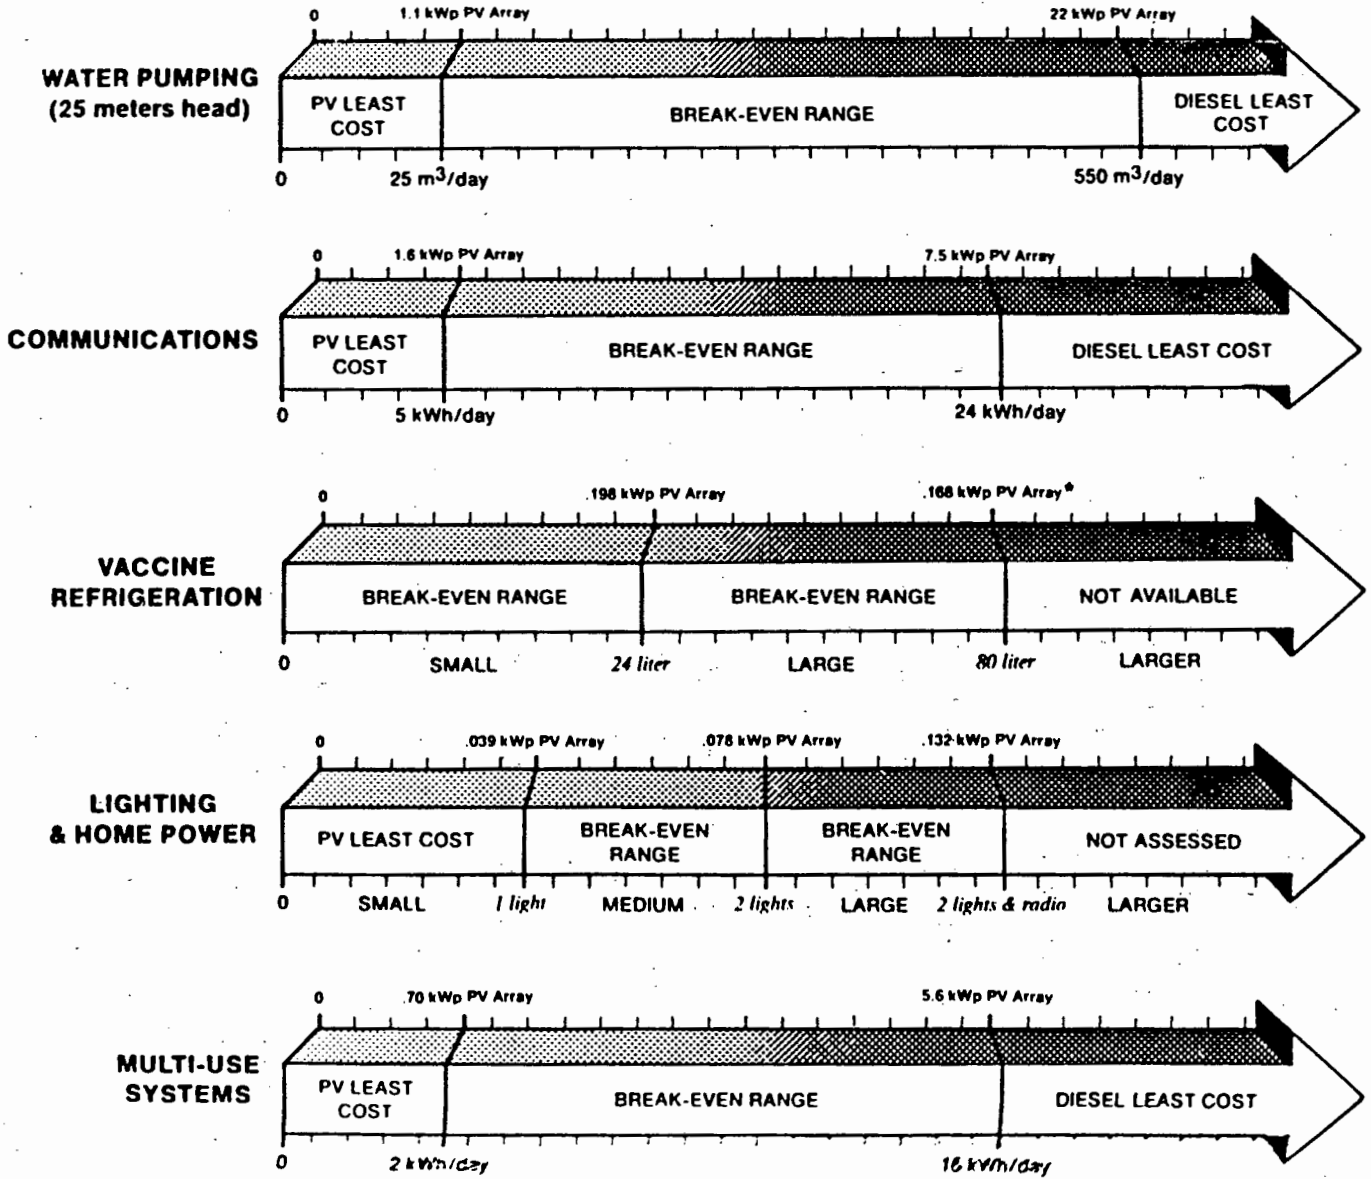 0 1.1 kWp PV Array 22 kWp PV Array
WATER PUMPING
(25 meters head)
PV LEAST
COST
BREAK-EVEN RANGE
DIESEL LEAST
COST
0 25 m³/day 550 m³/day
0 1.6 kWp PV Array 7.5 kWp PV Array
COMMUNICATIONS
PV LEAST
COST
BREAK-EVEN RANGE
DIESEL LEAST COST
0 5 kWh/day 24 kWh/day
0 .198 kWp PV Array .168 kWp PV Array*
VACCINE
REFRIGERATION
BREAK-EVEN RANGE
BREAK-EVEN RANGE
NOT AVAILABLE
0 SMALL 24 liter LARGE 80 liter LARGER
0 .039 kWp PV Array .078 kWp PV Array .132 kWp PV Array
LIGHTING
& HOME POWER
PV LEAST COST
BREAK-EVEN
RANGE
BREAK-EVEN
RANGE
NOT ASSESSED
0 SMALL 1 light MEDIUM 2 lights LARGE 2 lights & radio LARGER
0 .70 kWp PV Array 5.6 kWp PV Array
MULTI-USE
SYSTEMS
PV LEAST
COST
BREAK-EVEN RANGE
DIESEL LEAST COST
0 2 kWh/day 16 kWh/day